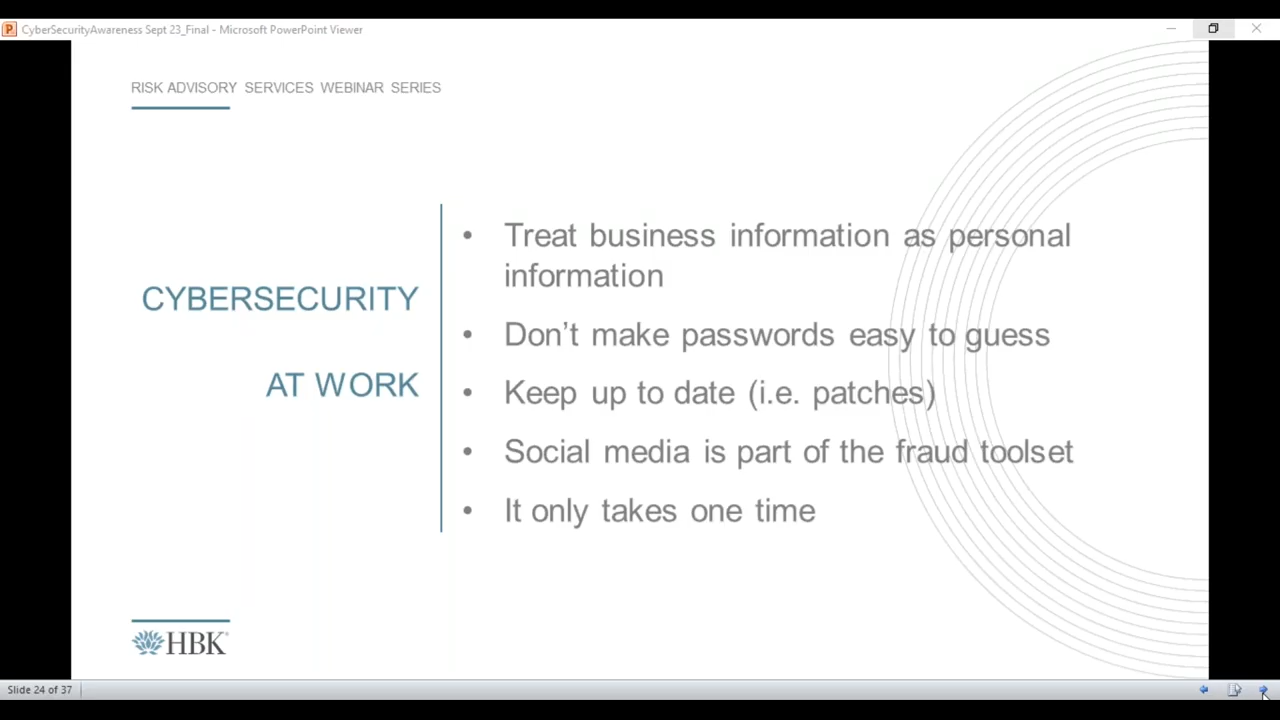 CyberSecurityAwareness Sept 23_Final - Microsoft PowerPoint Viewer
RISK ADVISORY SERVICES WEBINAR SERIES
CYBERSECURITY
AT WORK
• Treat business information as personal
information
• Don’t make passwords easy to guess
• Keep up to date (i.e. patches)
• Social media is part of the fraud toolset
• It only takes one time
HBK
Slide 24 of 37